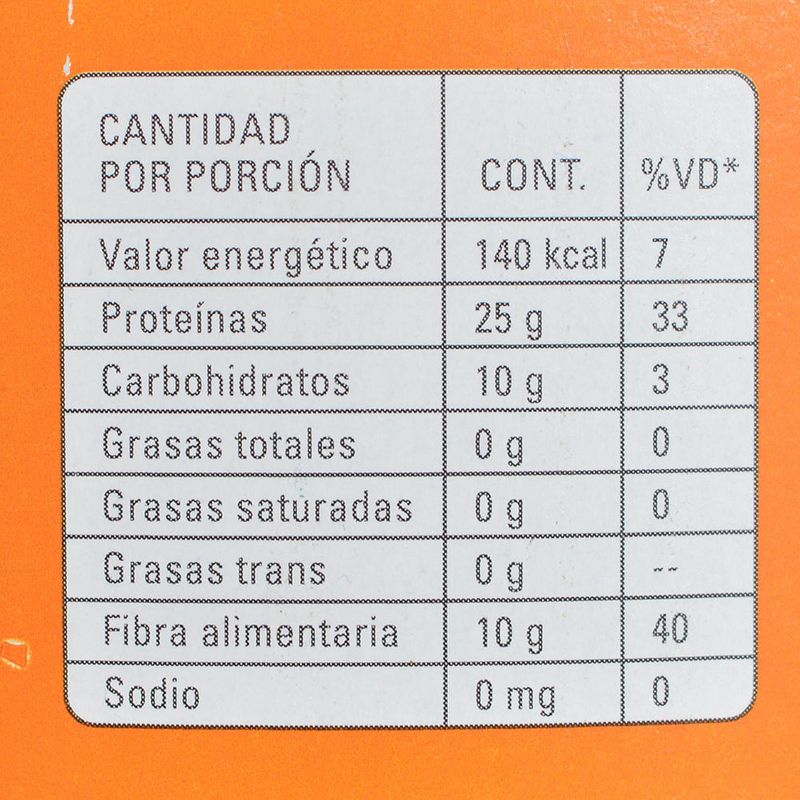 CANTIDAD
POR PORCIÓN CONT. %VD*
Valor energético 140 kcal 7
Proteínas 25 g 33
Carbohidratos 10 g 3
Grasas totales 0 g 0
Grasas saturadas 0 g 0
Grasas trans 0 g --
Fibra alimentaria 10 g 40
Sodio 0 mg 0